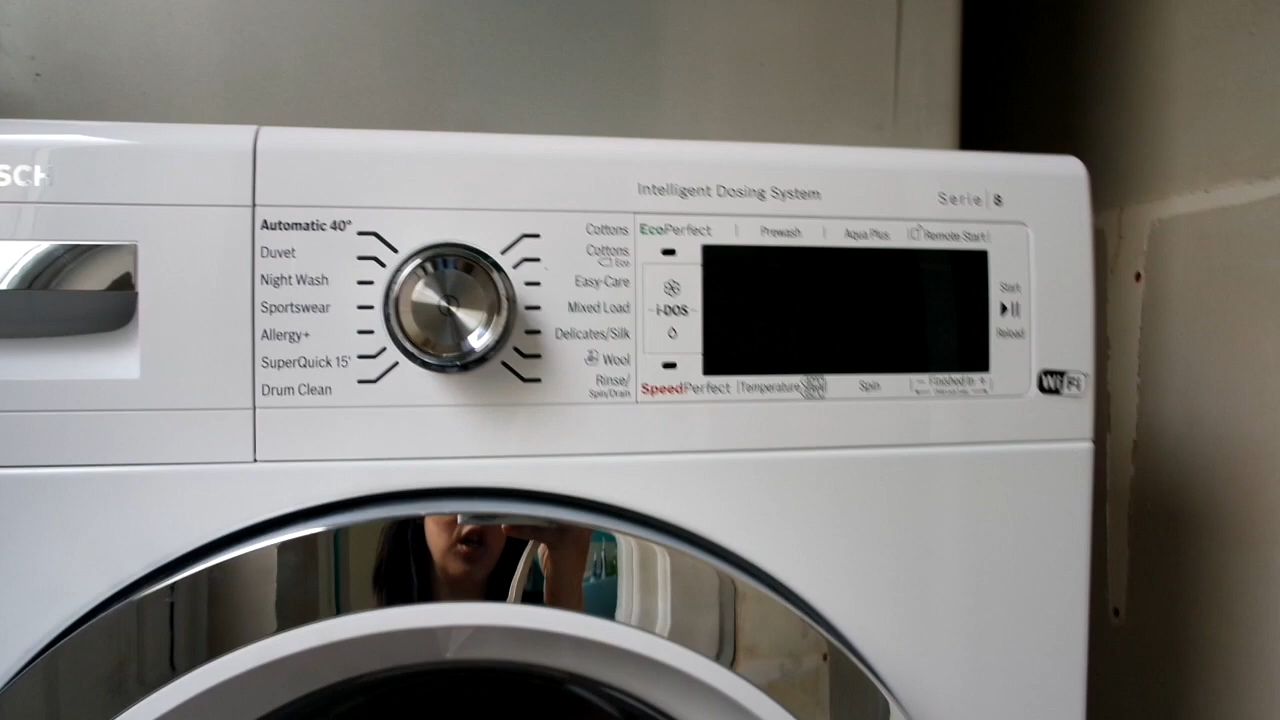 SCH
Intelligent Dosing System
Serie | 8
Automatic 40°
Duvet
Night Wash
Sportswear
Allergy+
SuperQuick 15'
Drum Clean
Cottons
Cottons
Eco
Easy-Care
Mixed Load
Delicates/Silk
Wool
Rinse/
Spin/Drain
EcoPerfect | Prewash | Aqua Plus | Remote Start |
i-DOS
SpeedPerfect | Temperature Spin - Finished in +
Start
Reload
WiFi